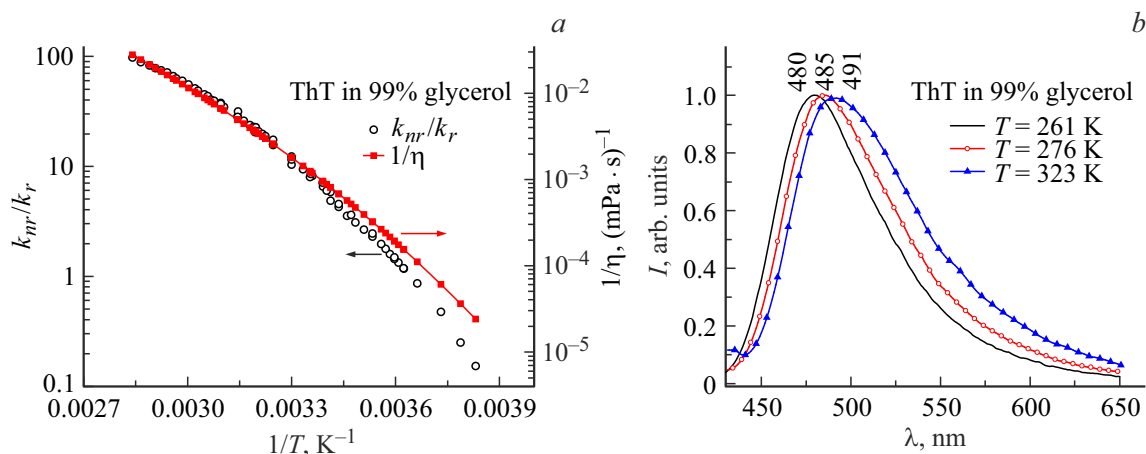 a
100
10
1
0.1
k_nr/k_r
ThT in 99% glycerol
k_nr/k_r
1/η
10⁻²
10⁻³
10⁻⁴
10⁻⁵
1/η, (mPa · s)⁻¹
0.0027
0.0030
0.0033
0.0036
0.0039
1/T, K⁻¹
b
480
485
491
1.0
0.8
0.6
0.4
0.2
0
I, arb. units
ThT in 99% glycerol
T = 261 K
T = 276 K
T = 323 K
450
500
550
600
650
λ, nm